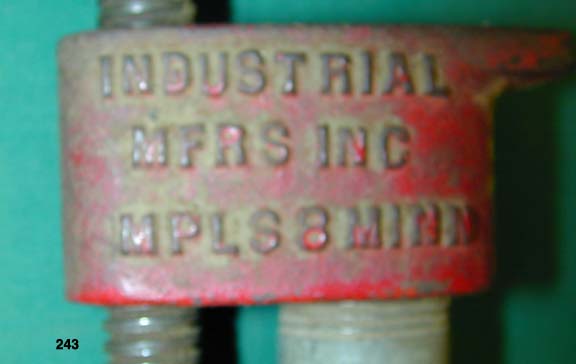 INDUSTRIAL
MFRS INC
MPLS 8 MINN
243